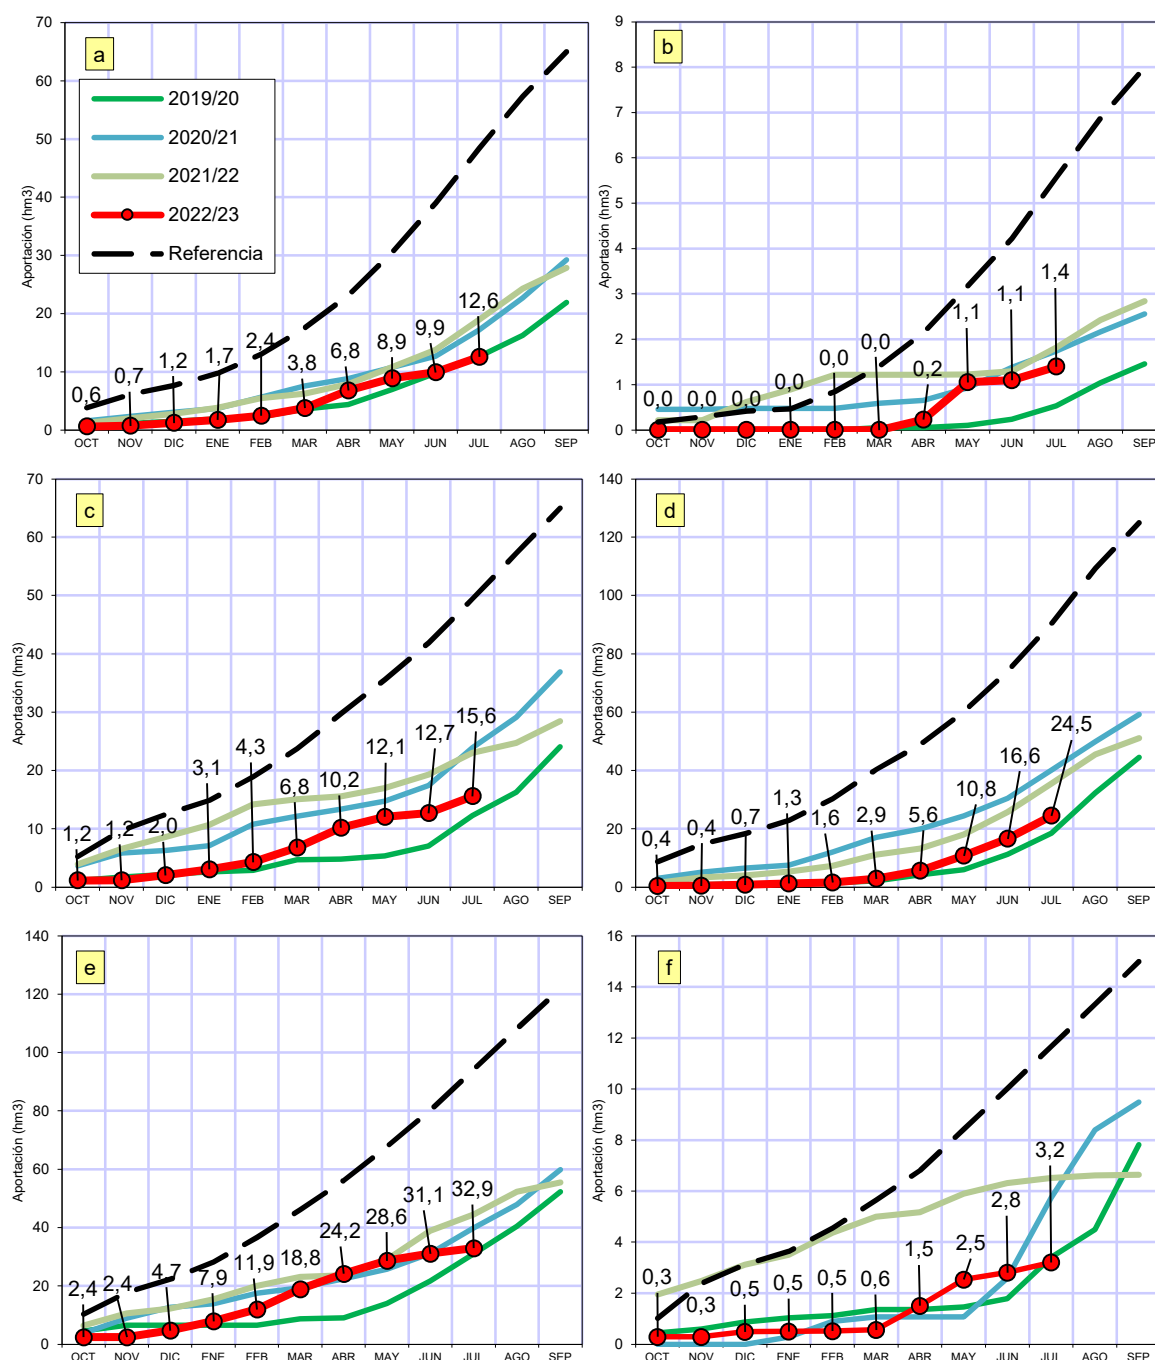 a
2019/20
2020/21
2021/22
2022/23
Referencia
Aportación (hm3)
70
60
50
40
30
20
10
0
0,6 0,7 1,2 1,7 2,4 3,8 6,8 8,9 9,9 12,6
OCT NOV DIC ENE FEB MAR ABR MAY JUN JUL AGO SEP
b
Aportación (hm3)
9
8
7
6
5
4
3
2
1
0
0,0 0,0 0,0 0,0 0,0 0,0 0,2 1,1 1,1 1,4
OCT NOV DIC ENE FEB MAR ABR MAY JUN JUL AGO SEP
c
Aportación (hm3)
70
60
50
40
30
20
10
0
1,2 1,2 2,0 3,1 4,3 6,8 10,2 12,1 12,7 15,6
OCT NOV DIC ENE FEB MAR ABR MAY JUN JUL AGO SEP
d
Aportación (hm3)
140
120
100
80
60
40
20
0
0,4 0,4 0,7 1,3 1,6 2,9 5,6 10,8 16,6 24,5
OCT NOV DIC ENE FEB MAR ABR MAY JUN JUL AGO SEP
e
Aportación (hm3)
140
120
100
80
60
40
20
0
2,4 2,4 4,7 7,9 11,9 18,8 24,2 28,6 31,1 32,9
OCT NOV DIC ENE FEB MAR ABR MAY JUN JUL AGO SEP
f
Aportación (hm3)
16
14
12
10
8
6
4
2
0
0,3 0,3 0,5 0,5 0,5 0,6 1,5 2,5 2,8 3,2
OCT NOV DIC ENE FEB MAR ABR MAY JUN JUL AGO SEP